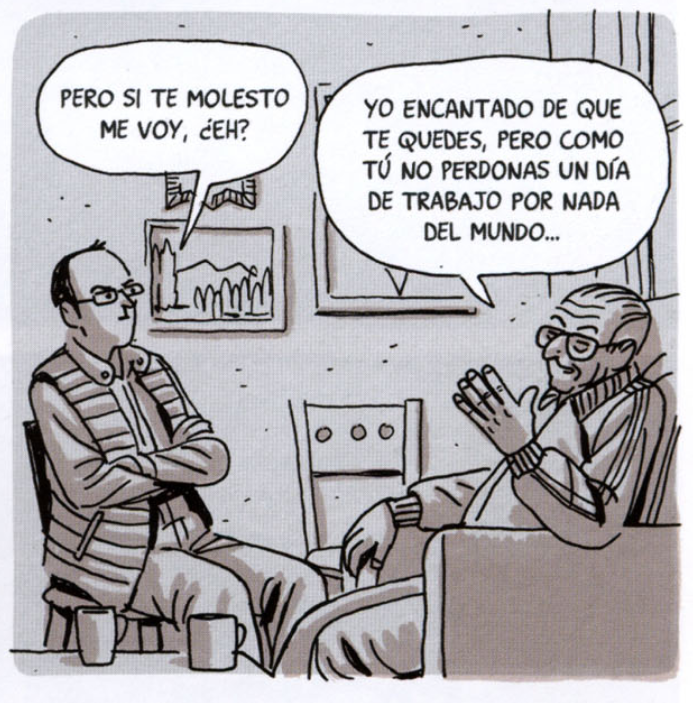 PERO SI TE MOLESTO
ME VOY, ¿EH?
YO ENCANTADO DE QUE
TE QUEDES, PERO COMO
TÚ NO PERDONAS UN DÍA
DE TRABAJO POR NADA
DEL MUNDO...